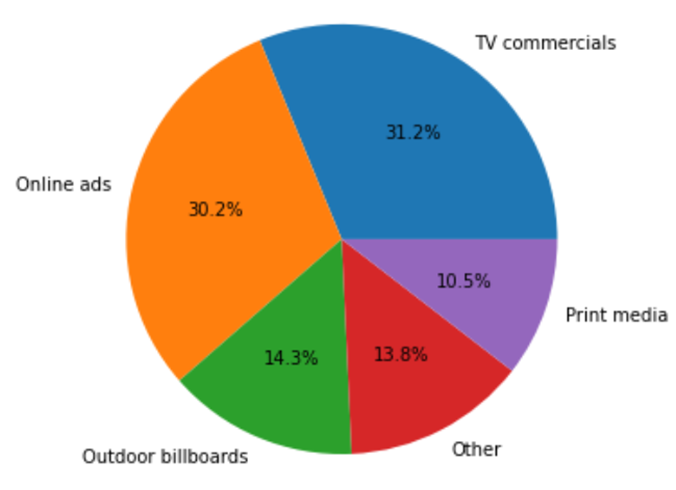 TV commercials
31.2%
Online ads
30.2%
10.5%
Print media
14.3%
13.8%
Other
Outdoor billboards